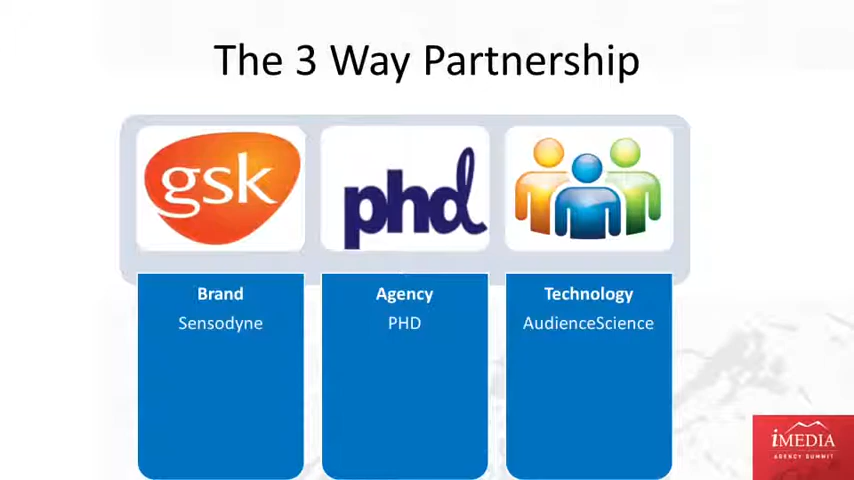 The 3 Way Partnership
gsk
phd
Brand
Sensodyne
Agency
PHD
Technology
AudienceScience
iMEDIA
AGENCY SUMMIT